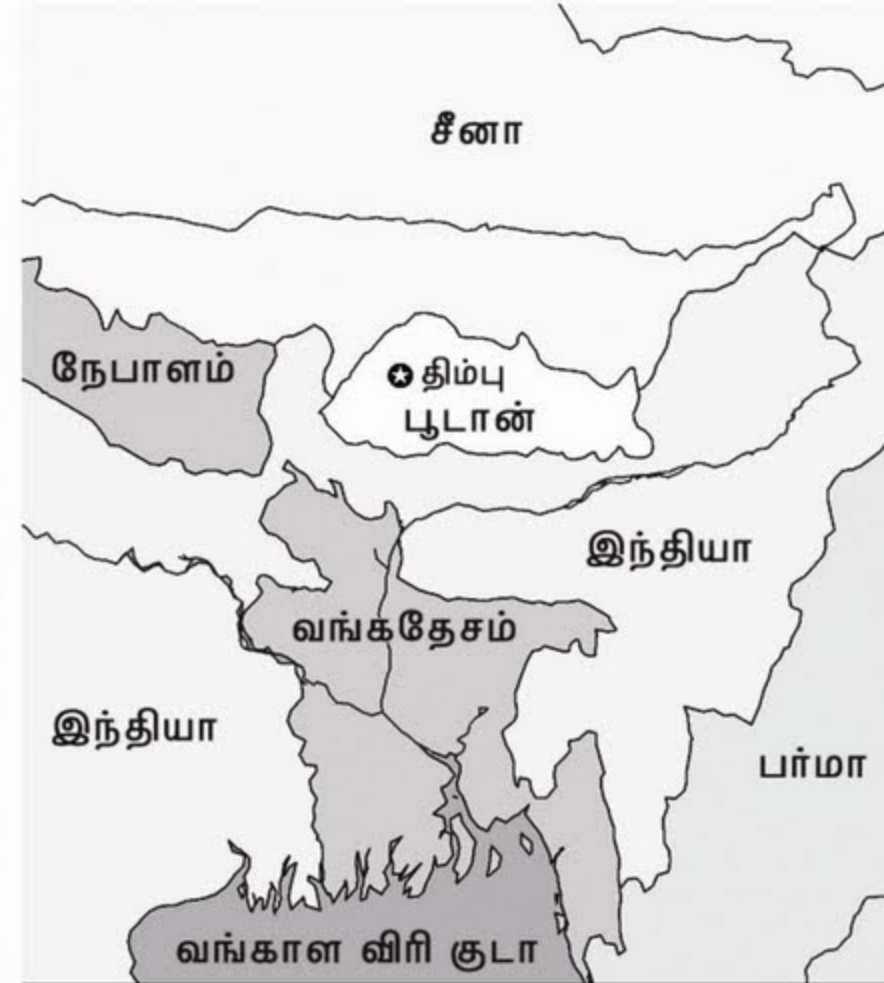 சீனா
நேபாளம்
திம்பு
பூடான்
இந்தியா
வங்கதேசம்
இந்தியா
பர்மா
வங்காள விரி குடா